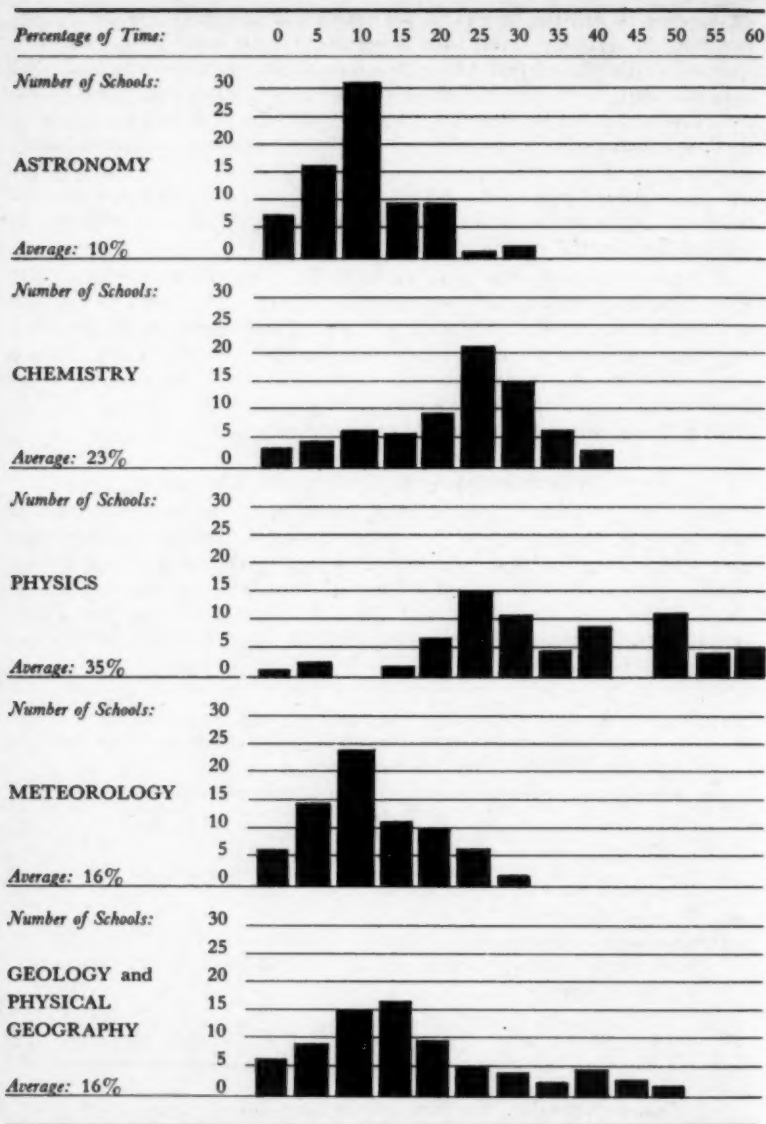 Percentage of Time: 0 5 10 15 20 25 30 35 40 45 50 55 60
Number of Schools: 30
25
20
ASTRONOMY 15
10
5
Average: 10% 0
Number of Schools: 30
25
20
CHEMISTRY 15
10
5
Average: 23% 0
Number of Schools: 30
25
20
PHYSICS 15
10
5
Average: 35% 0
Number of Schools: 30
25
20
METEOROLOGY 15
10
5
Average: 16% 0
Number of Schools: 30
25
GEOLOGY and 20
PHYSICAL 15
GEOGRAPHY 10
5
Average: 16% 0